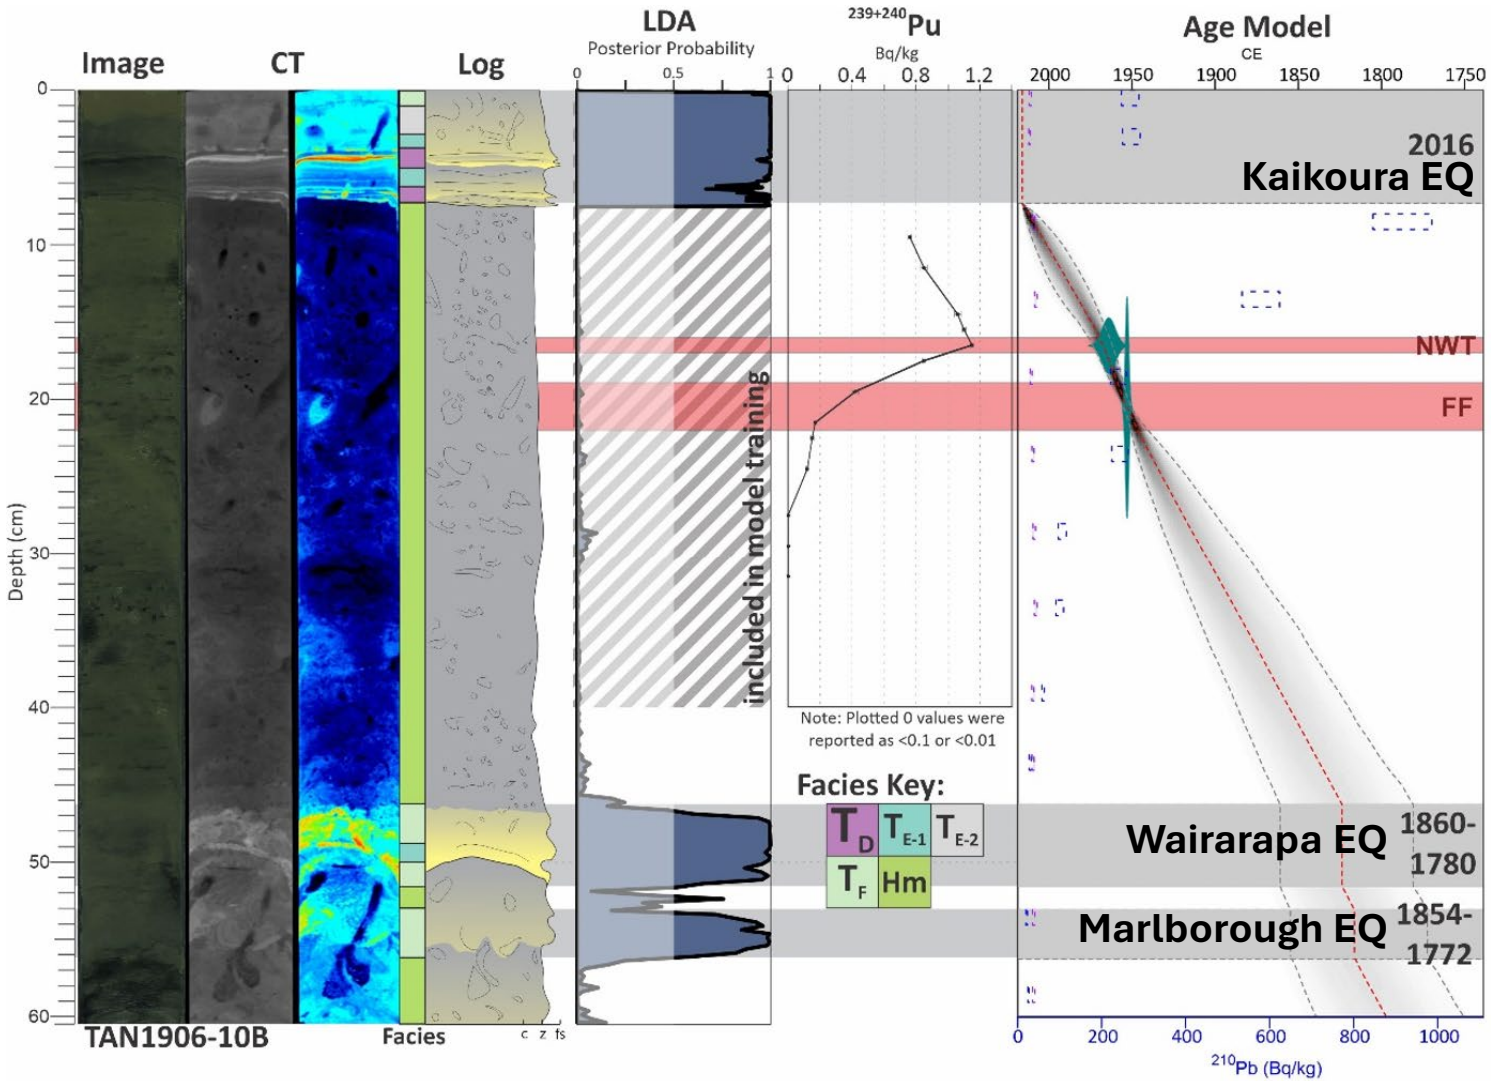 Image
CT
Log
LDA
Posterior Probability
0
0.5
1
239+240Pu
Bq/kg
0
0.4
0.8
1.2
Age Model
CE
2000
1950
1900
1850
1800
1750
Depth (cm)
0
10
20
30
40
50
60
included in model training
2016
Kaikoura EQ
NWT
FF
Note: Plotted 0 values were
reported as <0.1 or <0.01
Facies Key:
TD
TE-1
TE-2
TF
Hm
Wairarapa EQ
1860-
1780
Marlborough EQ
1854-
1772
TAN1906-10B
Facies
c z fs
0
200
400
600
800
1000
210Pb (Bq/kg)